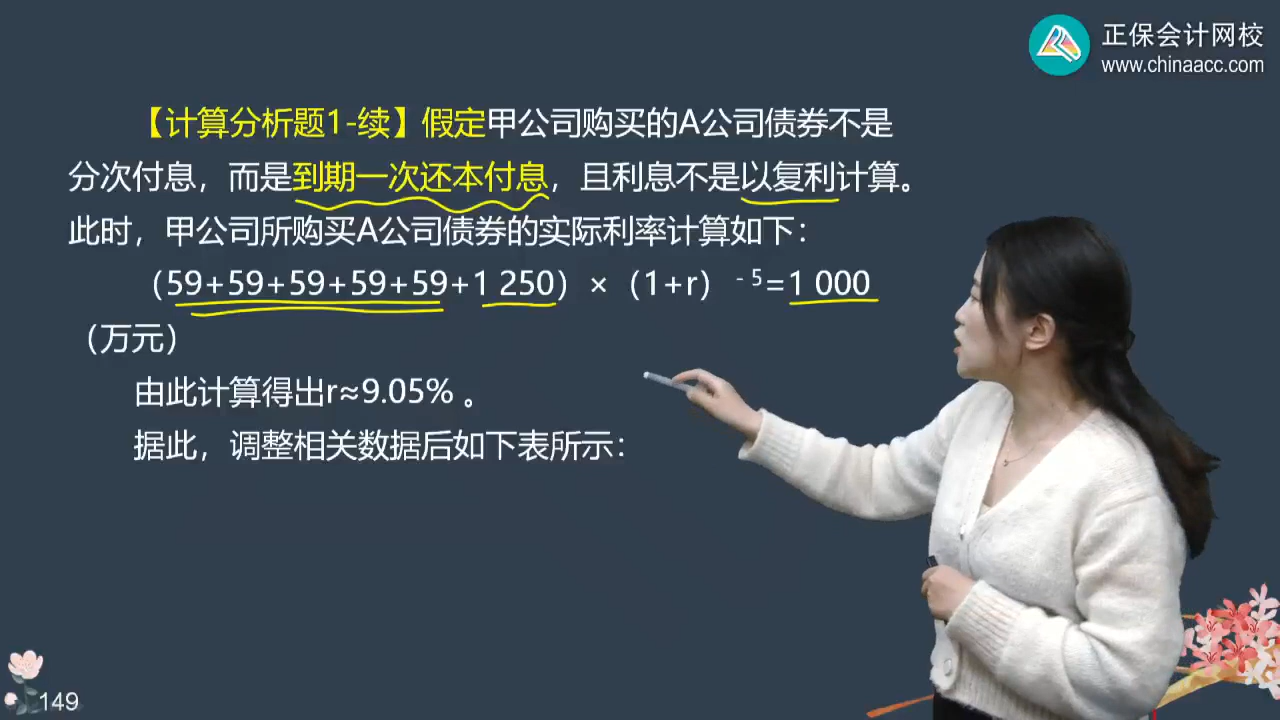 正保会计网校
www.chinaacc.com
【计算分析题1-续】假定甲公司购买的A公司债券不是
分次付息，而是到期一次还本付息，且利息不是以复利计算。
此时，甲公司所购买A公司债券的实际利率计算如下：
（59+59+59+59+59+1 250）×（1+r）-5=1 000
（万元）
由此计算得出r≈9.05% 。
据此，调整相关数据后如下表所示：
149